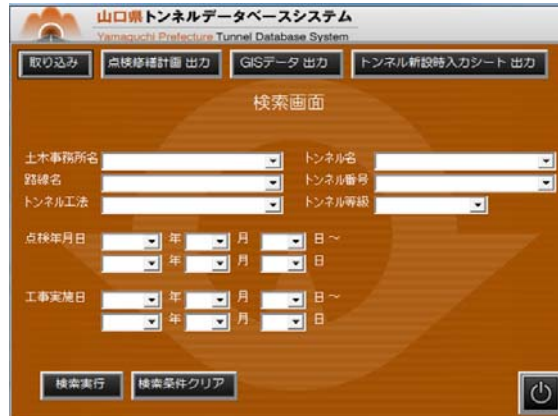 山口県トンネルデータベースシステム
Yamaguchi Prefecture Tunnel Database System
取り込み 点検修繕計画 出力 GISデータ 出力 トンネル新設時入力シート 出力
検索画面
土木事務所名 トンネル名
路線名 トンネル番号
トンネル工法 トンネル等級
点検年月日 年 月 日～
年 月 日
工事実施日 年 月 日～
年 月 日
検索実行 検索条件クリア